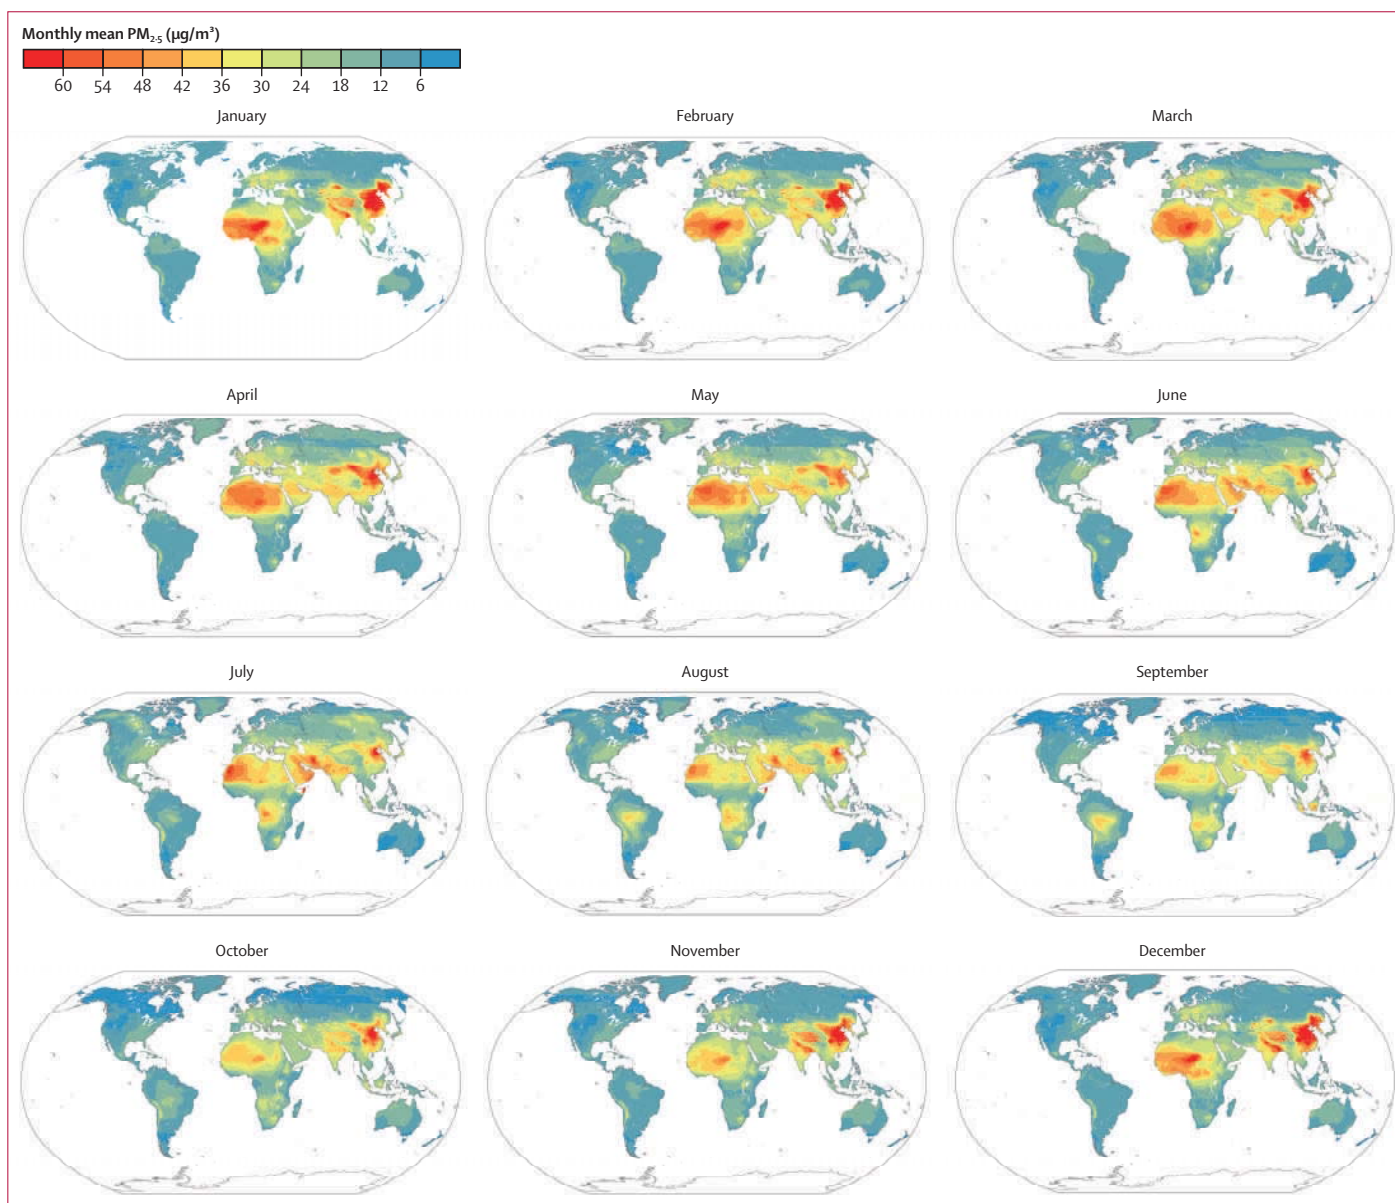 Monthly mean PM2·5 (μg/m³)
60 54 48 42 36 30 24 18 12 6
January February March
April May June
July August September
October November December